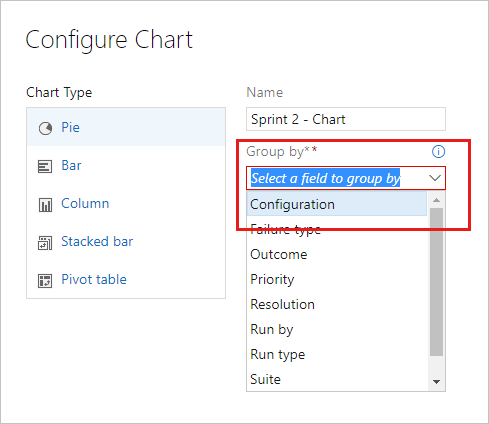 Configure Chart
Chart Type
Pie
Bar
Column
Stacked bar
Pivot table
Name
Sprint 2 - Chart
Group by**
Select a field to group by
Configuration
Failure type
Outcome
Priority
Resolution
Run by
Run type
Suite